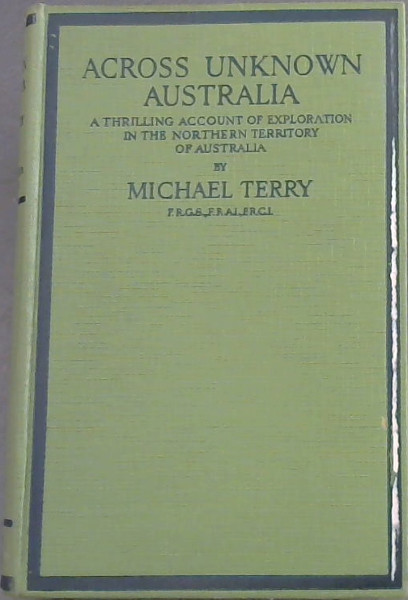 ACROSS UNKNOWN
AUSTRALIA
A THRILLING ACCOUNT OF EXPLORATION
IN THE NORTHERN TERRITORY
OF AUSTRALIA
BY
MICHAEL TERRY
F.R.G.S., F.R.A.I., F.R.C.I.